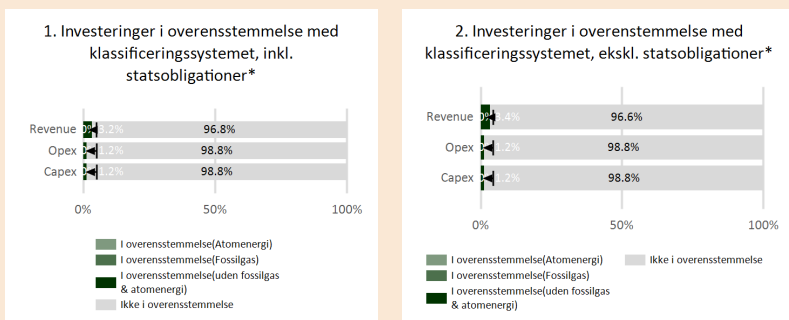 1. Investeringer i overensstemmelse med
klassificeringssystemet, inkl.
statsobligationer*
Revenue 3.2% 96.8%
Opex 1.2% 98.8%
Capex 1.2% 98.8%
0% 50% 100%
I overensstemmelse(Atomenergi)
I overensstemmelse(Fossilgas)
I overensstemmelse(uden fossilgas
& atomenergi)
Ikke i overensstemmelse
2. Investeringer i overenstemmelse med
klassificeringssystemet, ekskl. statsobligationer*
Revenue 96.6%
Opex 1.2% 98.8%
Capex 1.2% 98.8%
0% 50% 100%
I overensstemmelse(Atomenergi) Ikke i overensstemmelse
I overensstemmelse(Fossilgas)
I overensstemmelse(uden fossilgas
& atomenergi)